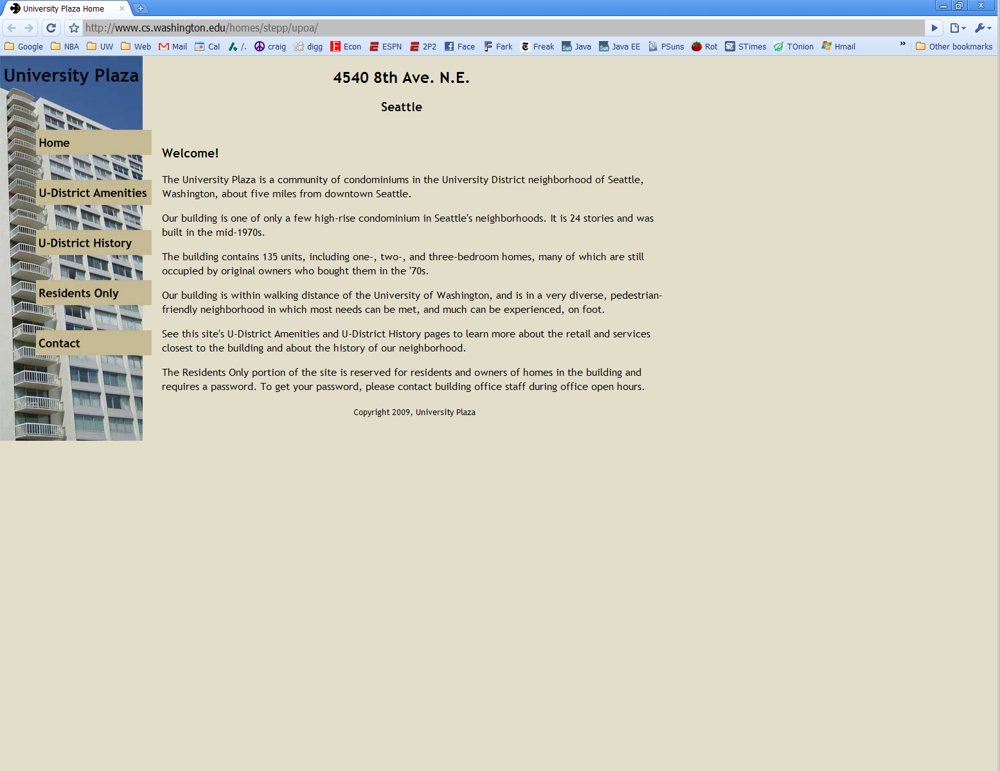 University Plaza Home
http://www.cs.washington.edu/homes/stepp/upoa/
Google NBA UW Web Mail Cal /. craig digg Econ ESPN 2P2 Face Fark Freak Java Java EE PSuns Rot STimes TOnion Hmail » Other bookmarks
University Plaza
Home
U-District Amenities
U-District History
Residents Only
Contact
4540 8th Ave. N.E.
Seattle
Welcome!
The University Plaza is a community of condominiums in the University District neighborhood of Seattle,
Washington, about five miles from downtown Seattle.
Our building is one of only a few high-rise condominium in Seattle's neighborhoods. It is 24 stories and was
built in the mid-1970s.
The building contains 135 units, including one-, two-, and three-bedroom homes, many of which are still
occupied by original owners who bought them in the '70s.
Our building is within walking distance of the University of Washington, and is in a very diverse, pedestrian-
friendly neighborhood in which most needs can be met, and much can be experienced, on foot.
See this site's U-District Amenities and U-District History pages to learn more about the retail and services
closest to the building and about the history of our neighborhood.
The Residents Only portion of the site is reserved for residents and owners of homes in the building and
requires a password. To get your password, please contact building office staff during office open hours.
Copyright 2009, University Plaza